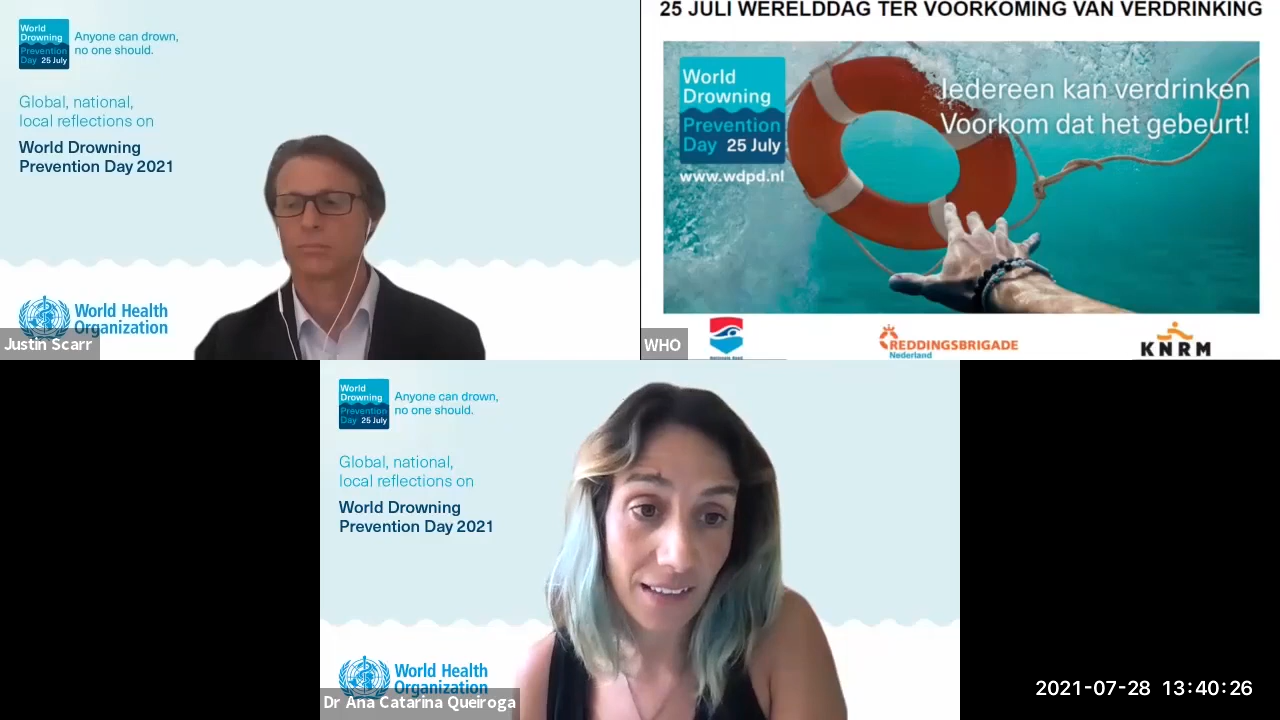 World
Drowning
Prevention
Day 25 July
Anyone can drown,
no one should.
Global, national,
local reflections on
World Drowning
Prevention Day 2021
World Health
Organization
Justin Scarr
25 JULI WERELDDAG TER VOORKOMING VAN VERDRINKING
World
Drowning
Prevention
Day 25 July
www.wdpd.nl
Iedereen kan verdrinken
Voorkom dat het gebeurt!
WHO
REDDINGSBRIGADE
Nederland
KNRM
World
Drowning
Prevention
Day 25 July
Anyone can drown,
no one should.
Global, national,
local reflections on
World Drowning
Prevention Day 2021
World Health
Organization
Dr Ana Catarina Queiroga
2021-07-28 13:40:26